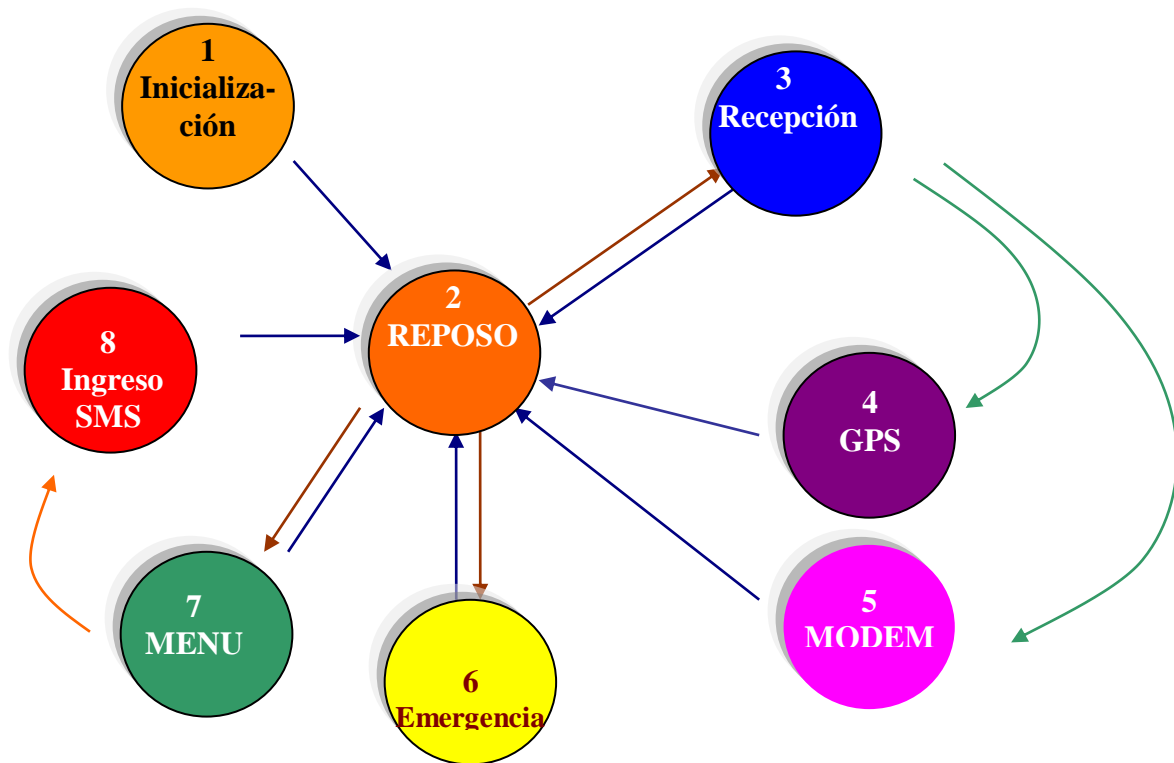 1
Inicializa-
ción
2
REPOSO
3
Recepción
4
GPS
5
MODEM
6
Emergencia
7
MENU
8
Ingreso
SMS